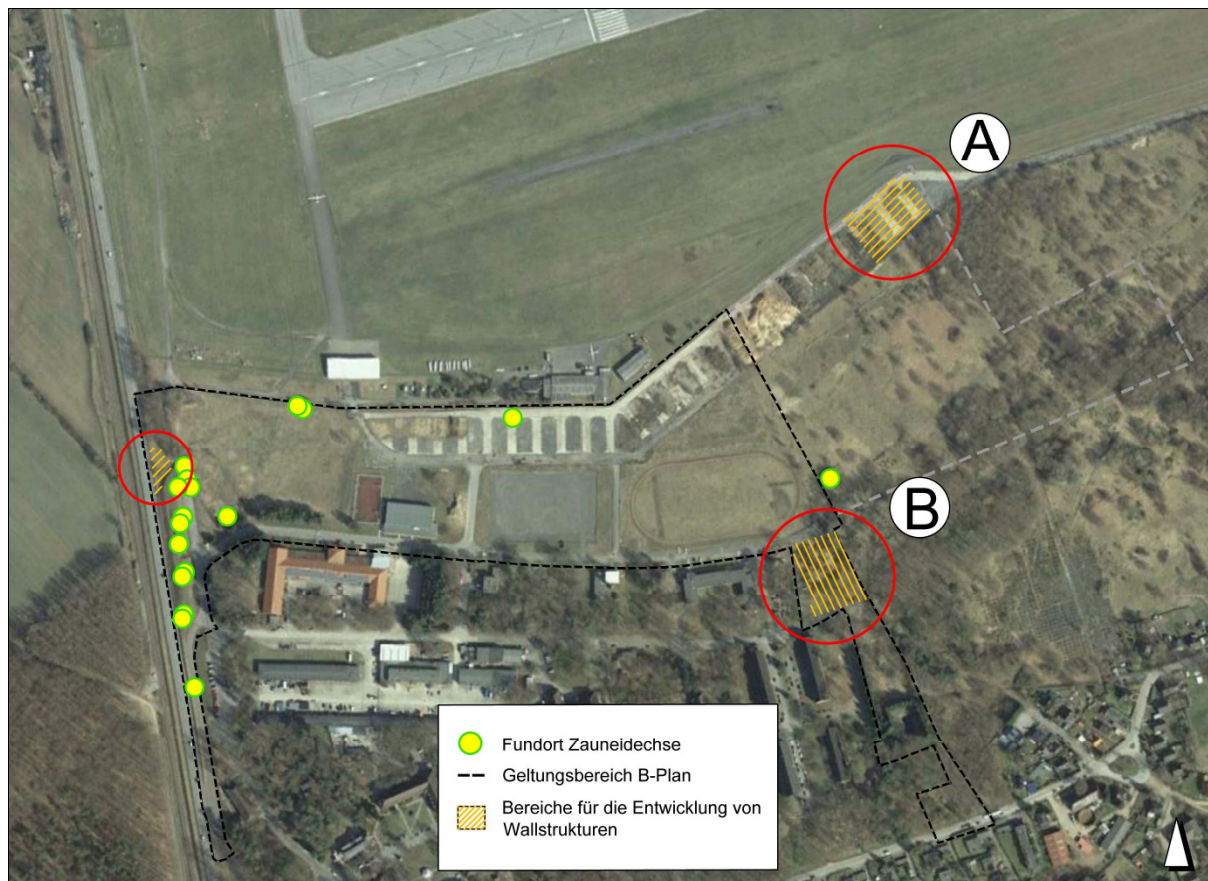 A
B
Fundort Zauneidechse
Geltungsbereich B-Plan
Bereiche für die Entwicklung von
Wallstrukturen